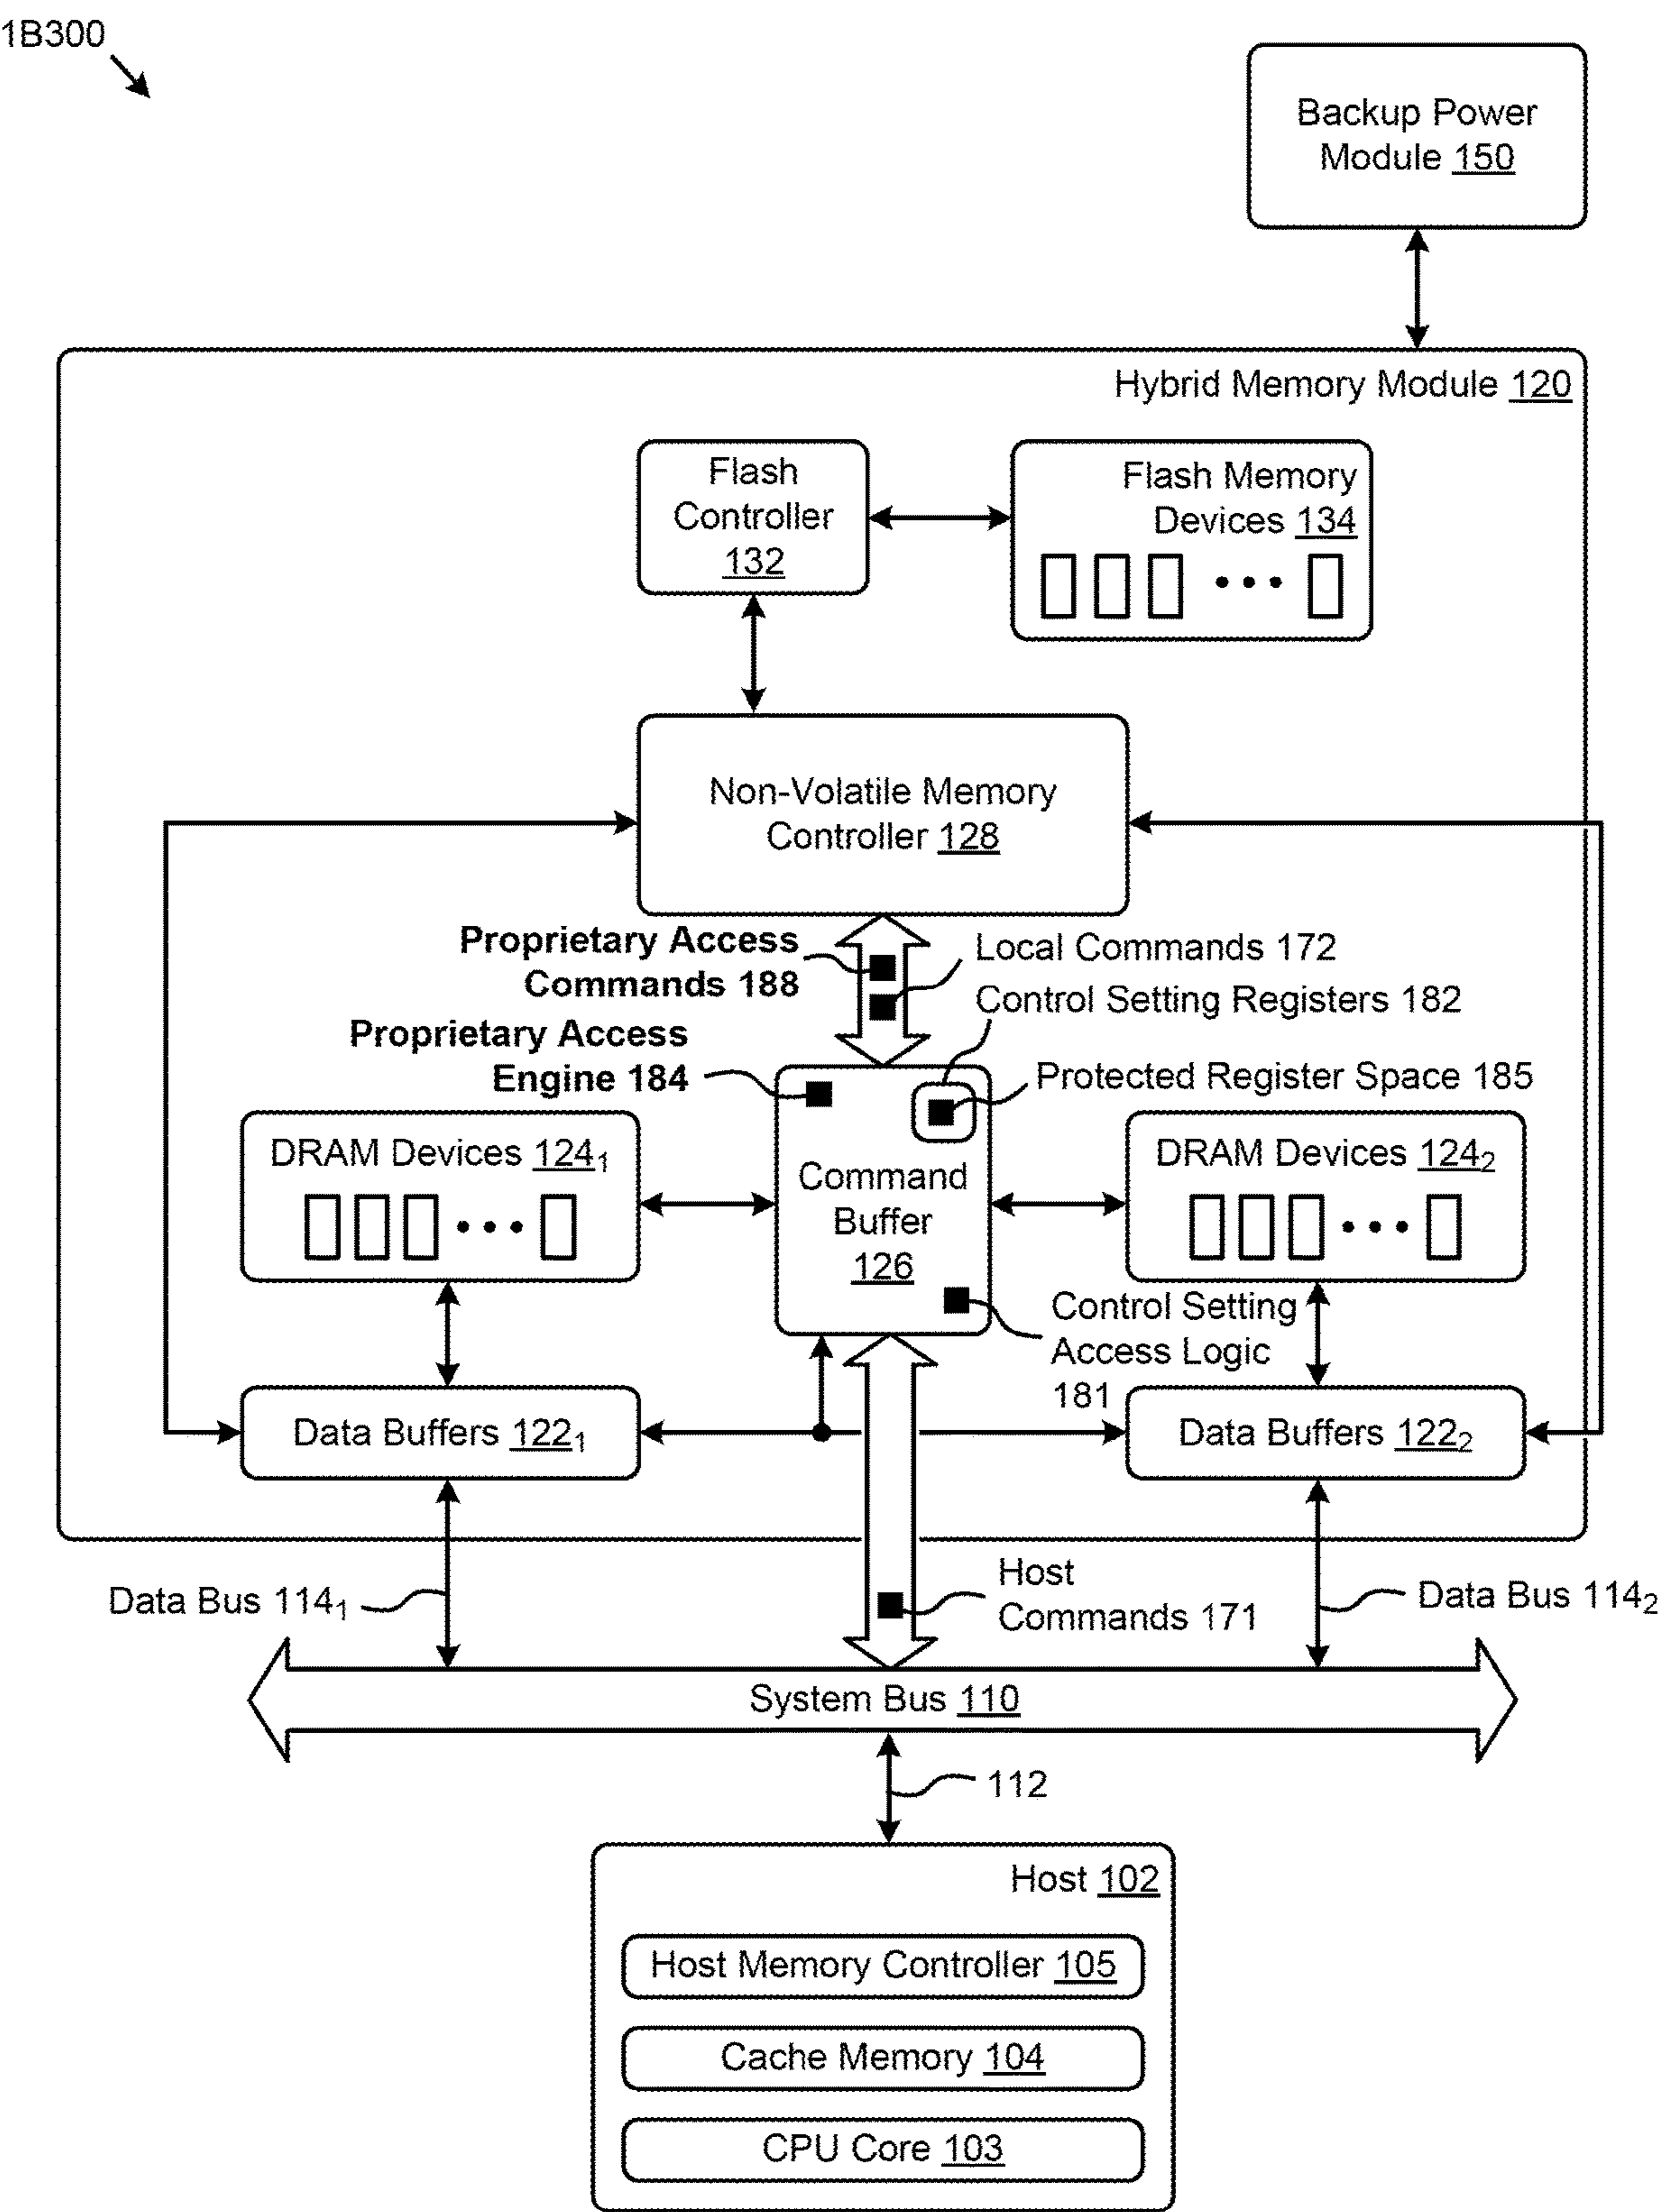 1B300
Backup Power
Module 150
Hybrid Memory Module 120
Flash
Controller
132
Flash Memory
Devices 134
Non-Volatile Memory
Controller 128
Proprietary Access
Commands 188
Local Commands 172
Control Setting Registers 182
Proprietary Access
Engine 184
Protected Register Space 185
DRAM Devices 124₁
Command
Buffer
126
DRAM Devices 124₂
Control Setting
Access Logic
181
Data Buffers 122₁
Data Buffers 122₂
Data Bus 114₁
Host
Commands 171
Data Bus 114₂
System Bus 110
112
Host 102
Host Memory Controller 105
Cache Memory 104
CPU Core 103